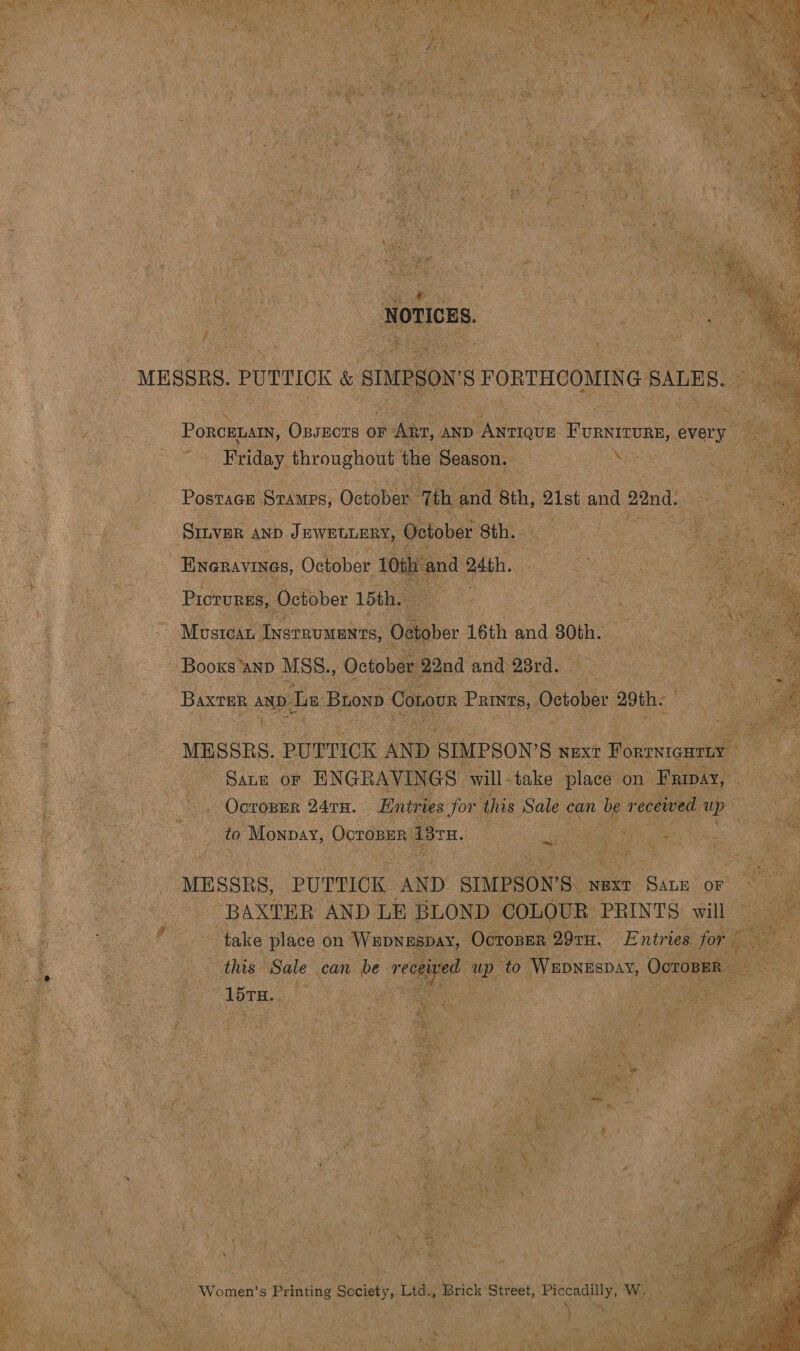 NOTICES.
MESSRS. PUTTICK & SIMPSON'S FORTHCOMING SALES.
PORCELAIN, OBJECTS OF ART, AND ANTIQUE FURNITURE, every
Friday throughout the Season.
POSTAGE STAMPS, October 7th and 8th, 21st and 22nd.
SILVER AND JEWELLERY, October 8th.
ENGRAVINGS, October 10th and 24th.
PICTURES, October 15th.
MUSICAL INSTRUMENTS, October 16th and 30th.
BOOKS AND MSS., October 22nd and 23rd.
BAXTER AND LE BLOND COLOUR PRINTS, October 29th.
MESSRS. PUTTICK AND SIMPSON'S NEXT FORTNIGHTLY
SALE OF ENGRAVINGS will take place on FRIDAY,
OCTOBER 24TH. Entries for this Sale can be received up
to MONDAY, OCTOBER 13TH.
MESSRS, PUTTICK AND SIMPSON'S NEXT SALE OF
BAXTER AND LE BLOND COLOUR PRINTS will
take place on WEDNESDAY, OCTOBER 29TH. Entries for
this Sale can be received up to WEDNESDAY, OCTOBER
15TH.
Women's Printing Society, Ltd., Brick Street, Piccadilly, W.